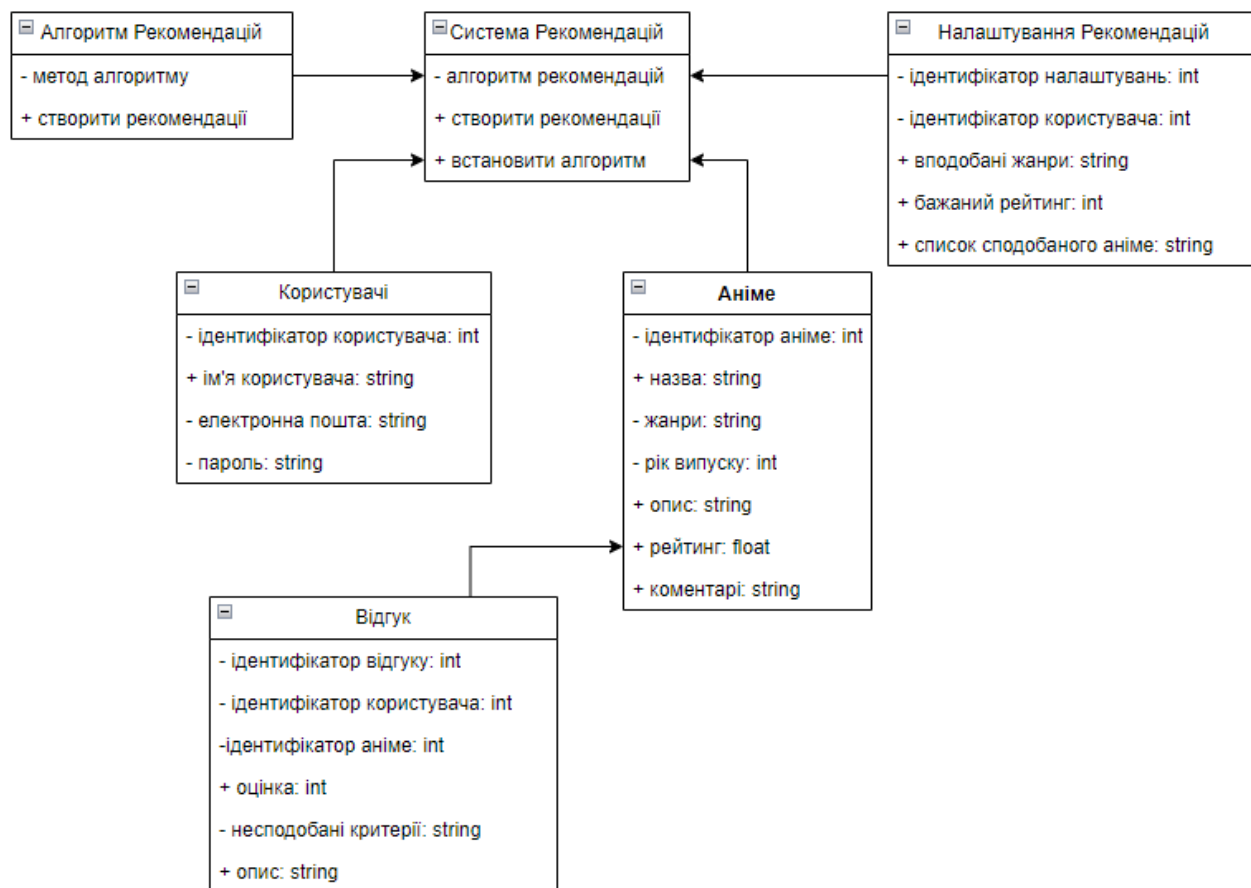 Алгоритм Рекомендацій
- метод алгоритму
+ створити рекомендації
Система Рекомендацій
- алгоритм рекомендацій
+ створити рекомендації
+ встановити алгоритм
Налаштування Рекомендацій
- ідентифікатор налаштувань: int
- ідентифікатор користувача: int
+ вподобані жанри: string
+ бажаний рейтинг: int
+ список сподобаного аніме: string
Користувачі
- ідентифікатор користувача: int
+ ім'я користувача: string
- електронна пошта: string
- пароль: string
Аніме
- ідентифікатор аніме: int
+ назва: string
- жанри: string
- рік випуску: int
+ опис: string
+ рейтинг: float
+ коментарі: string
Відгук
- ідентифікатор відгуку: int
- ідентифікатор користувача: int
-ідентифікатор аніме: int
+ оцінка: int
- несподобані критерії: string
+ опис: string